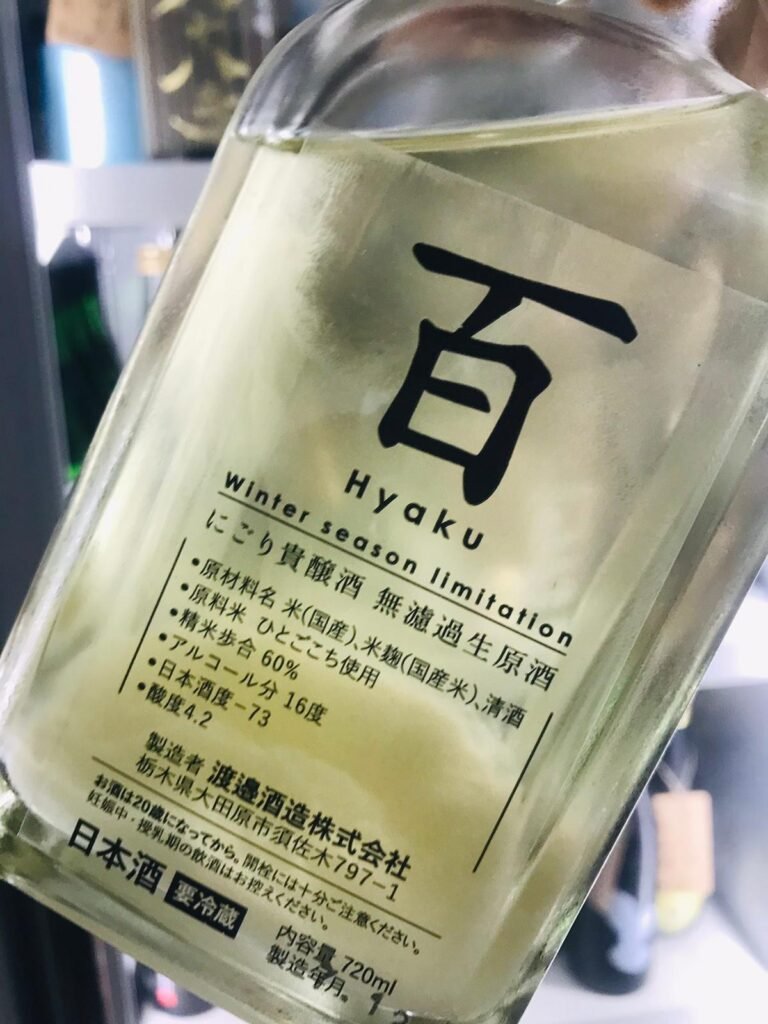 百
Hyaku
Winter season limitation
にごり貴醸酒 無濾過生原酒
•原材料名 米(国産)、米麹(国産米)、清酒
•原料米 ひとごこち使用
•精米歩合 60%
•アルコール分 16度
•日本酒度-73
•酸度4.2
製造者 渡邊酒造株式会社
栃木県大田原市須佐木797-1
お酒は20歳になってから。開栓には十分ご注意ください。
妊娠中・授乳期の飲酒はお控えください。
日本酒 要冷蔵
内容量 720ml
製造年月